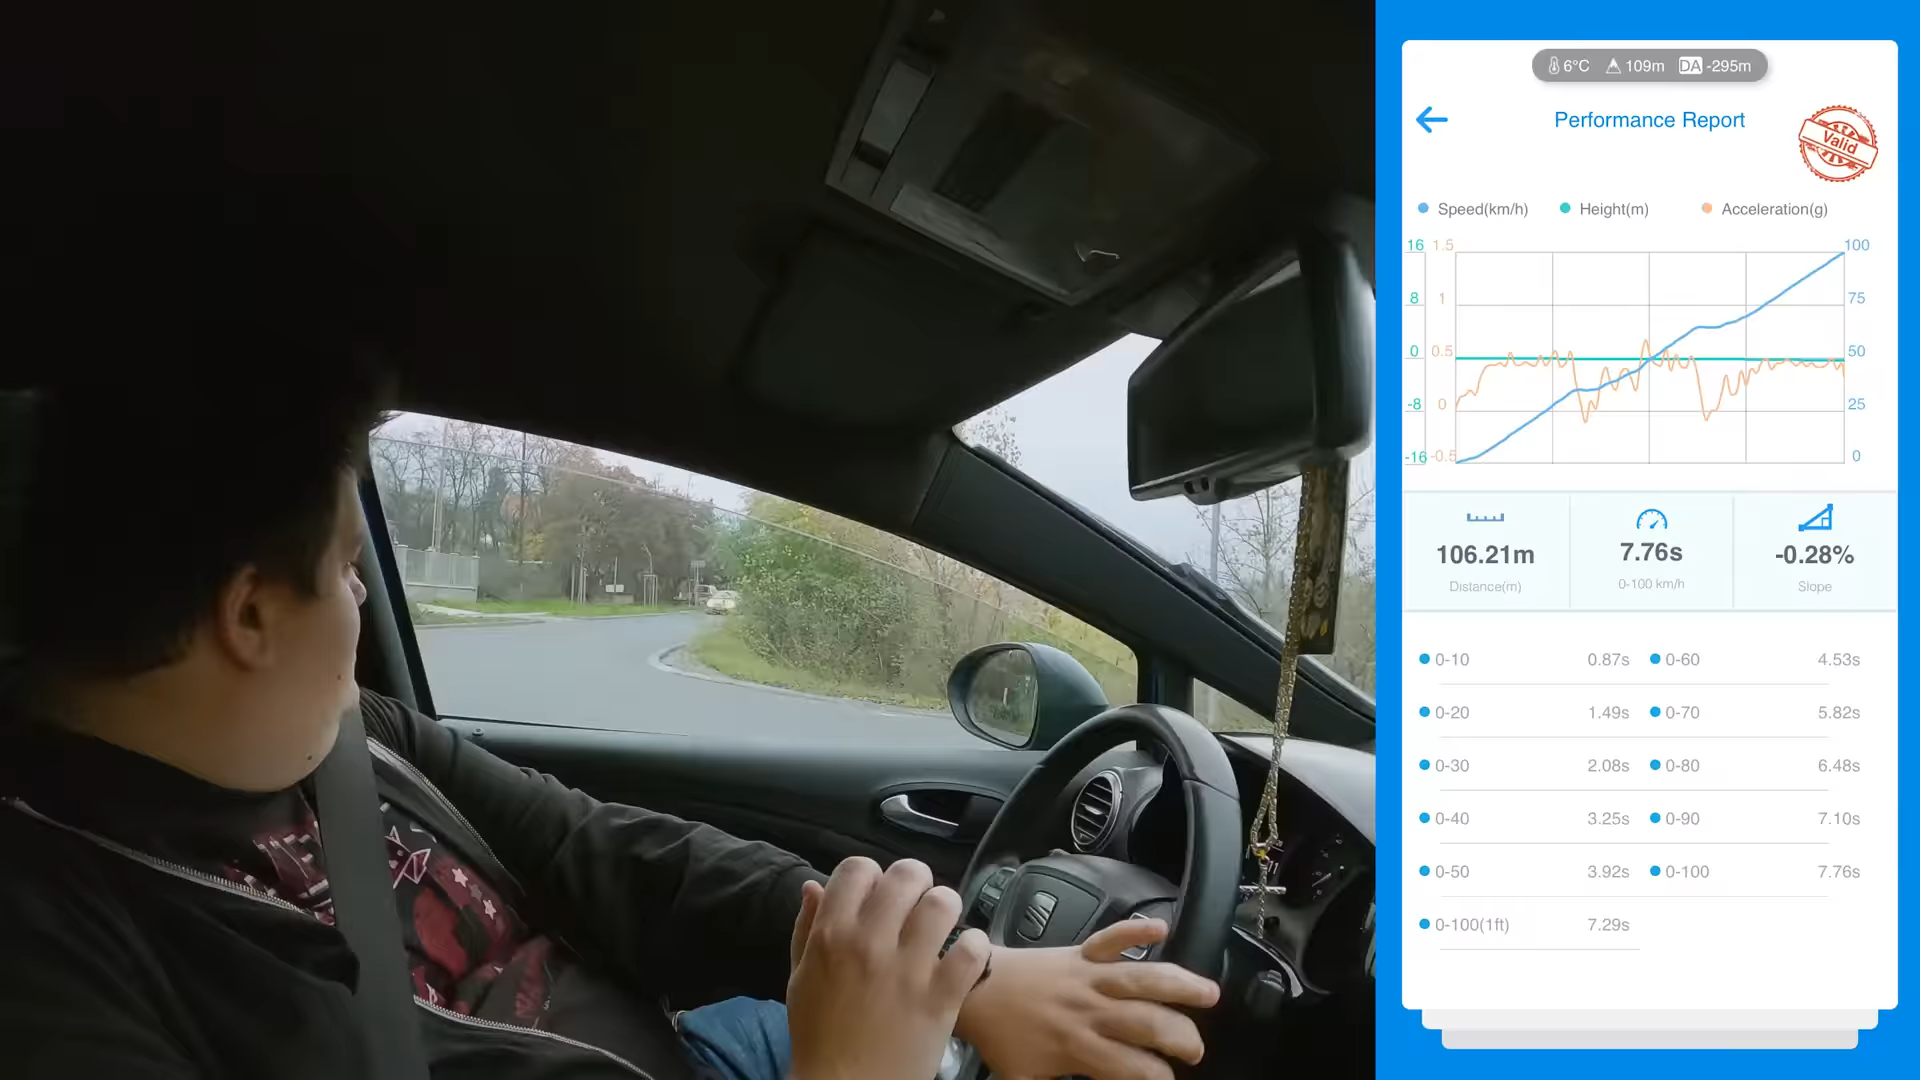 6°C 109m DA -295m
Performance Report
Valid
Speed(km/h) Height(m) Acceleration(g)
16 1.5 100
8 1 75
0 0.5 50
-8 0 25
-16 -0.5 0
106.21m 7.76s -0.28%
Distance(m) 0-100 km/h Slope
0-10 0.87s 0-60 4.53s
0-20 1.49s 0-70 5.82s
0-30 2.08s 0-80 6.48s
0-40 3.25s 0-90 7.10s
0-50 3.92s 0-100 7.76s
0-100(1ft) 7.29s